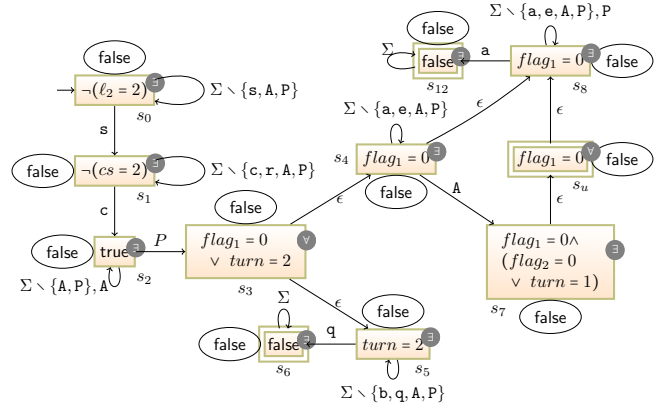 false
¬(ℓ₂ = 2)
E
s₀
Σ ∖ {s, A, P}
s
false
¬(cs = 2)
E
s₁
Σ ∖ {c, r, A, P}
c
false
true
E
s₂
Σ ∖ {A, P}, A
P
false
flag₁ = 0
∨ turn = 2
A
s₃
ϵ
ϵ
Σ ∖ {a, e, A, P}
s₄
flag₁ = 0
E
false
ϵ
A
false
Σ
false
E
s₁₂
a
Σ ∖ {a, e, A, P}, P
flag₁ = 0
E
false
s₈
ϵ
flag₁ = 0
A
false
sᵤ
ϵ
flag₁ = 0∧
(flag₂ = 0
∨ turn = 1)
E
s₇
false
Σ
false
false
E
s₆
q
false
turn = 2
E
s₅
Σ ∖ {b, q, A, P}